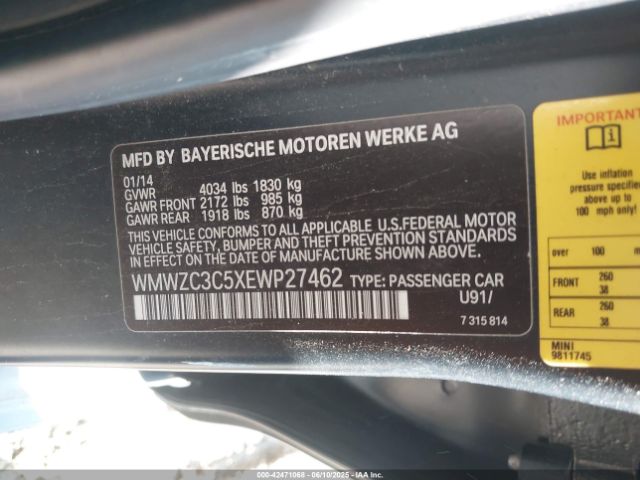 MFD BY BAYERISCHE MOTOREN WERKE AG
01/14
GVWR 4034 lbs 1830 kg
GAWR FRONT 2172 lbs 985 kg
GAWR REAR 1918 lbs 870 kg
THIS VEHICLE CONFORMS TO ALL APPLICABLE U.S.FEDERAL MOTOR
VEHICLE SAFETY, BUMPER, AND THEFT PREVENTION STANDARDS
IN EFFECT ON THE DATE OF MANUFACTURE SHOWN ABOVE.
WMWZC3C5XEWP27462 TYPE: PASSENGER CAR
U91/
7 315 814
IMPORTANT
Use inflation
pressure specified
above if up to
100 mph only!
over 100 m
FRONT 260
38
REAR 260
38
MINI
9811745
000-42471068 - 06/10/2025 - IAAI.COM